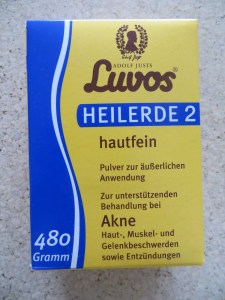 ADOLF JUSTS
Luvos®
HEILERDE 2
hautfein
Pulver zur äußerlichen
Anwendung
Zur unterstützenden
Behandlung bei
Akne
Haut-, Muskel- und
Gelenkbeschwerden
sowie Entzündungen
480
Gramm